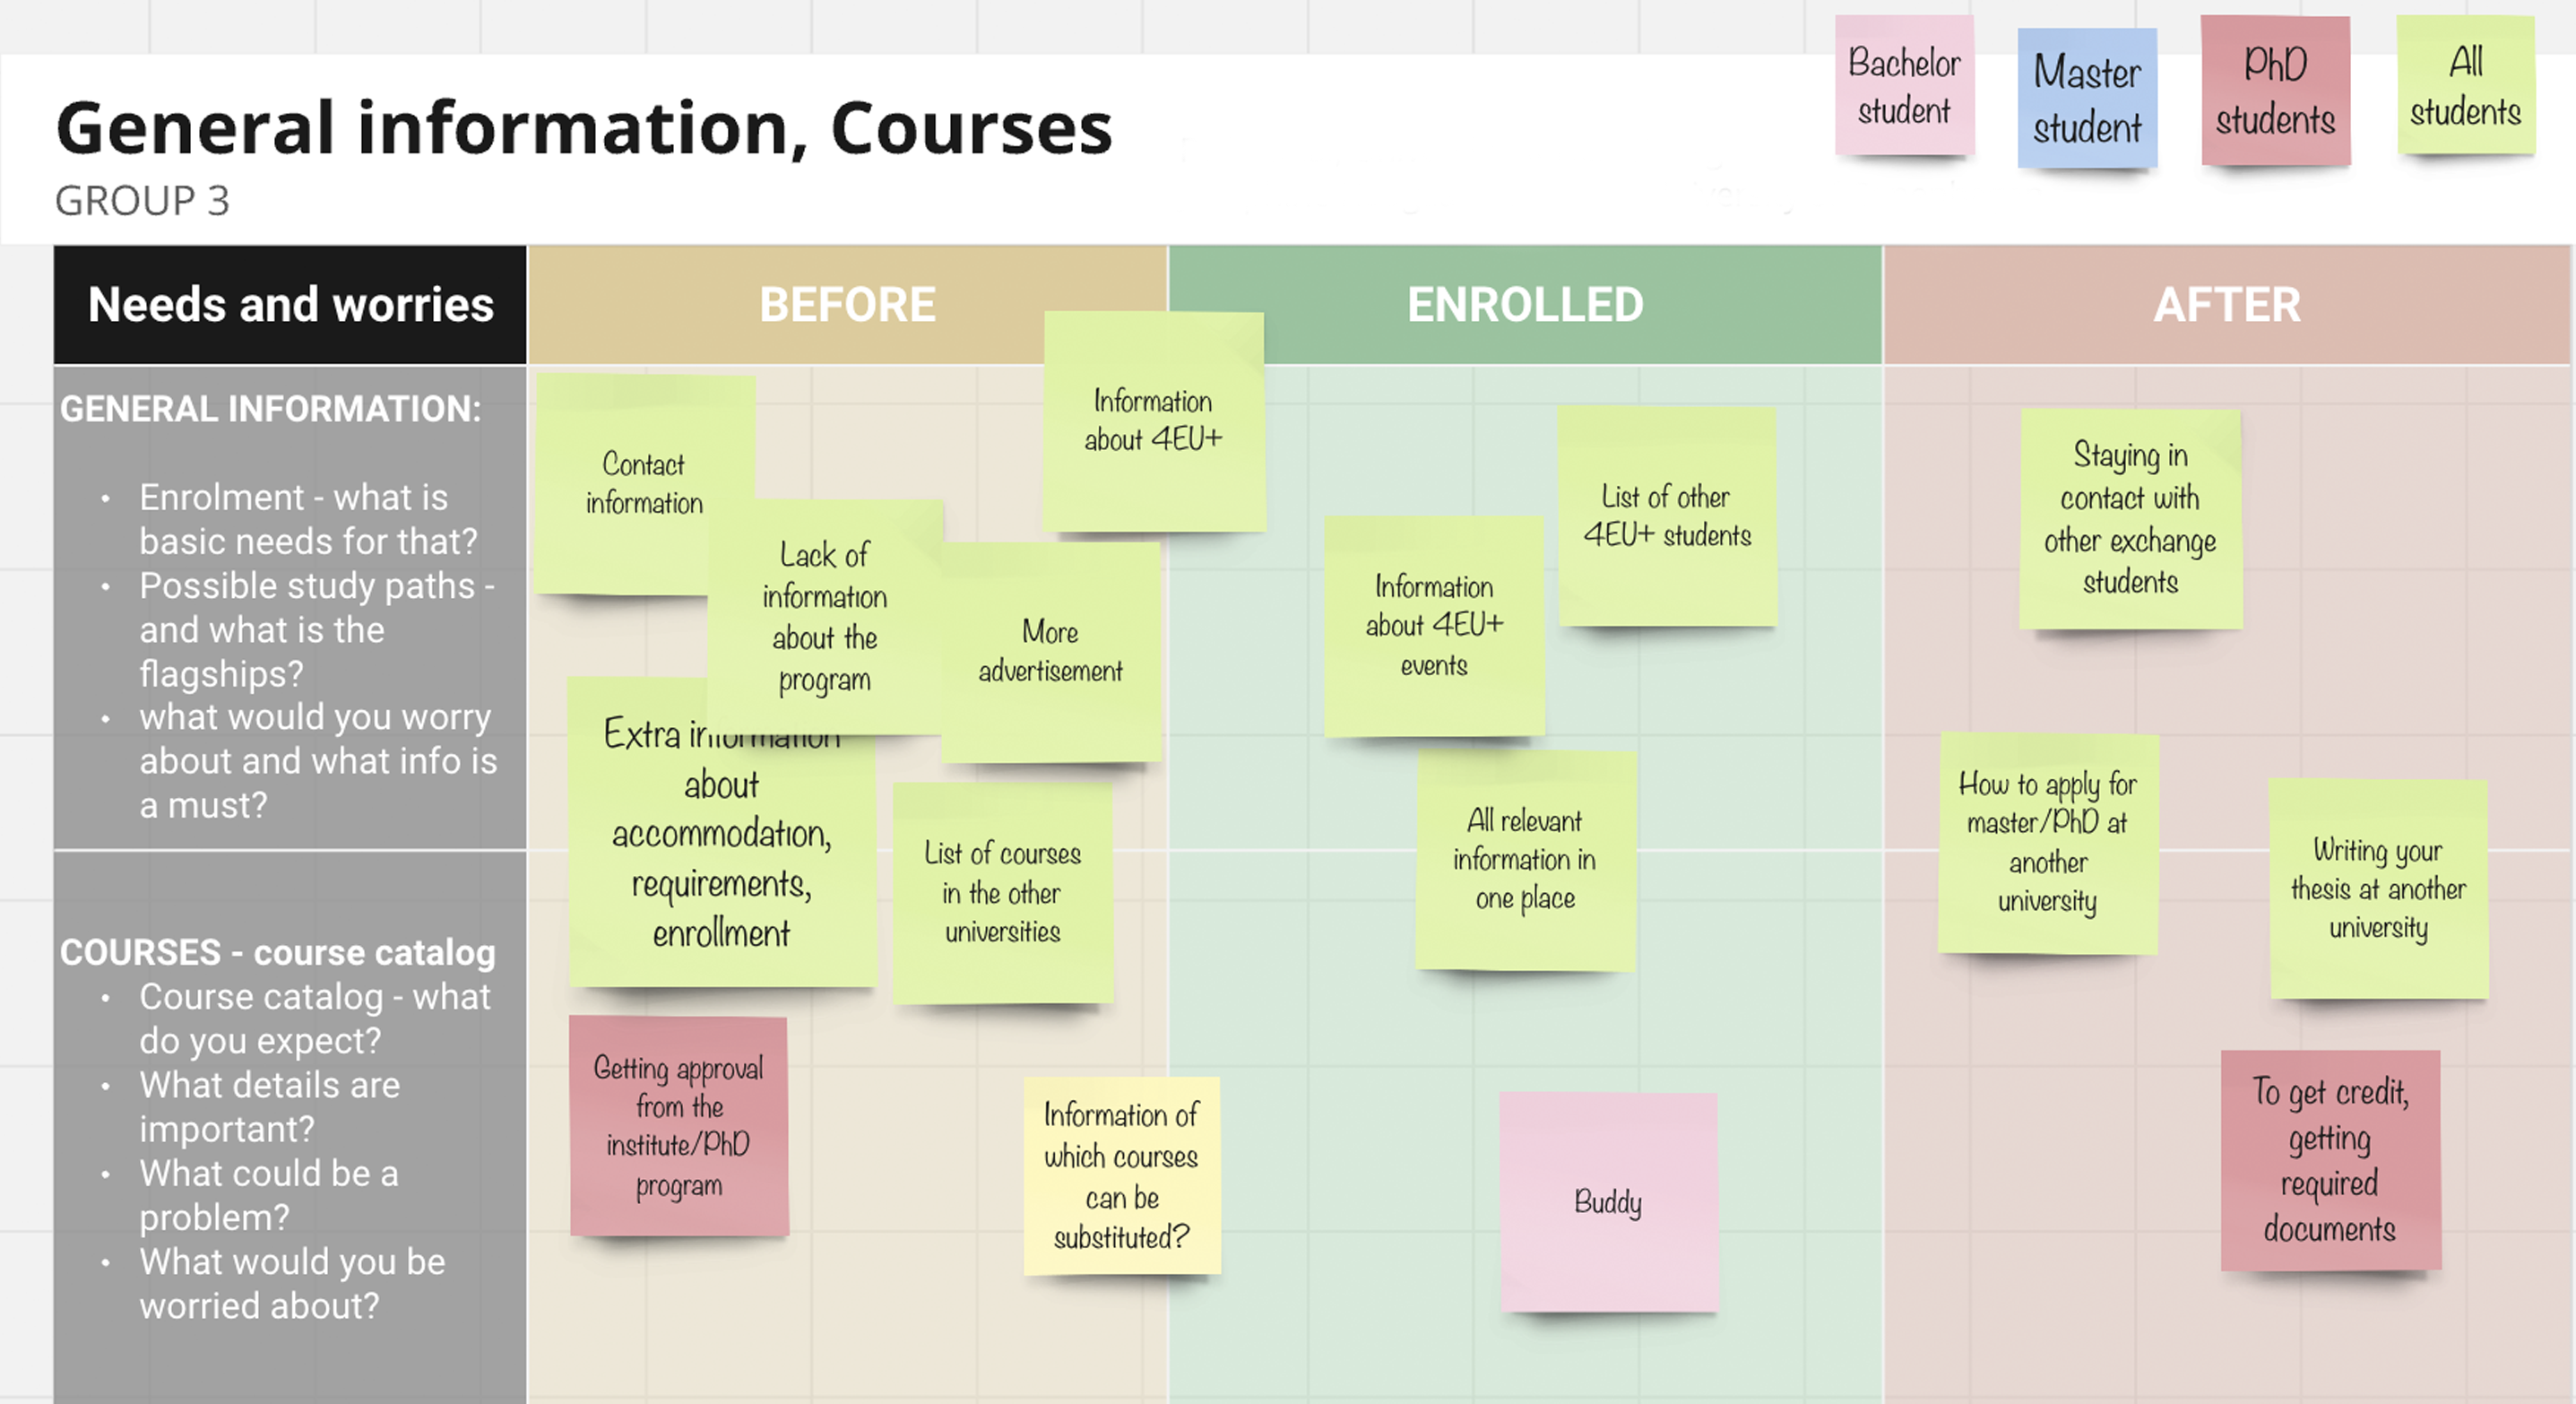 Bachelor
student
Master
student
PhD
students
All
students
General information, Courses
GROUP 3
Needs and worries
BEFORE
ENROLLED
AFTER
GENERAL INFORMATION:
• Enrolment - what is
basic needs for that?
• Possible study paths -
and what is the
flagships?
• what would you worry
about and what info is
a must?
COURSES - course catalog
• Course catalog - what
do you expect?
• What details are
important?
• What could be a
problem?
• What would you be
worried about?
Contact
information
Lack of
information
about the
program
Information
about 4EU+
More
advertisement
Extra information
about
accommodation,
requirements,
enrollment
List of courses
in the other
universities
Getting approval
from the
institute/PhD
program
Information of
which courses
can be
substituted?
List of other
4EU+ students
Information
about 4EU+
events
All relevant
information in
one place
Buddy
Staying in
contact with
other exchange
students
How to apply for
master/PhD at
another
university
Writing your
thesis at another
university
To get credit,
getting
required
documents